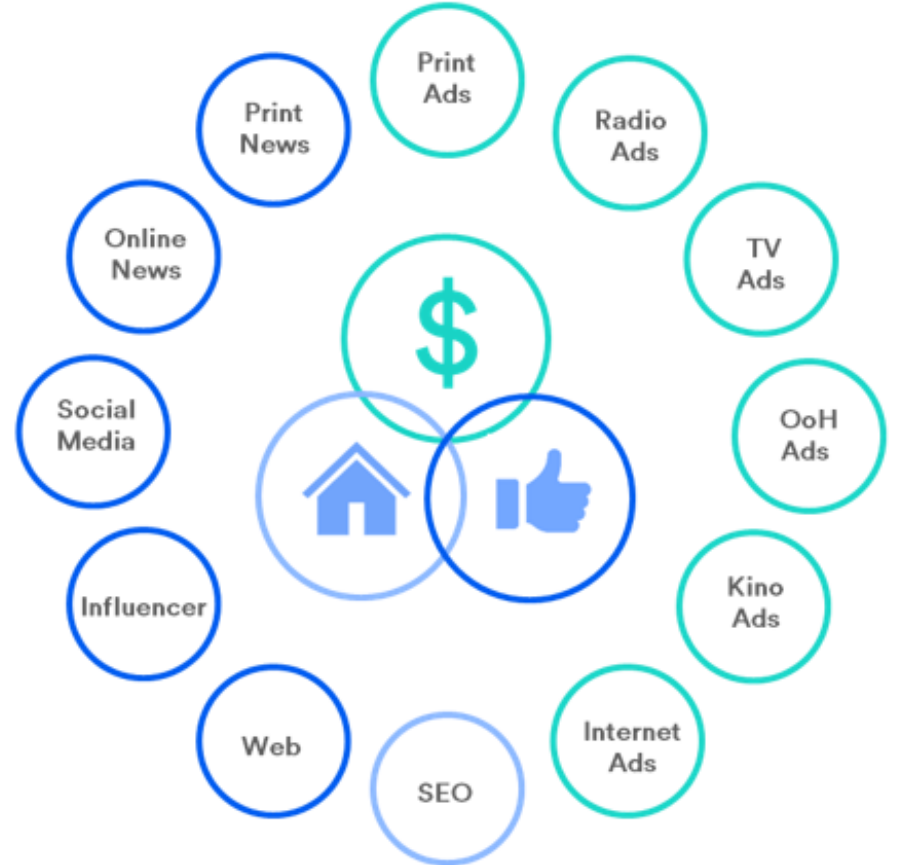 Print
Ads
Radio
Ads
TV
Ads
OoH
Ads
Kino
Ads
Internet
Ads
SEO
Web
Influencer
Social
Media
Online
News
Print
News
$